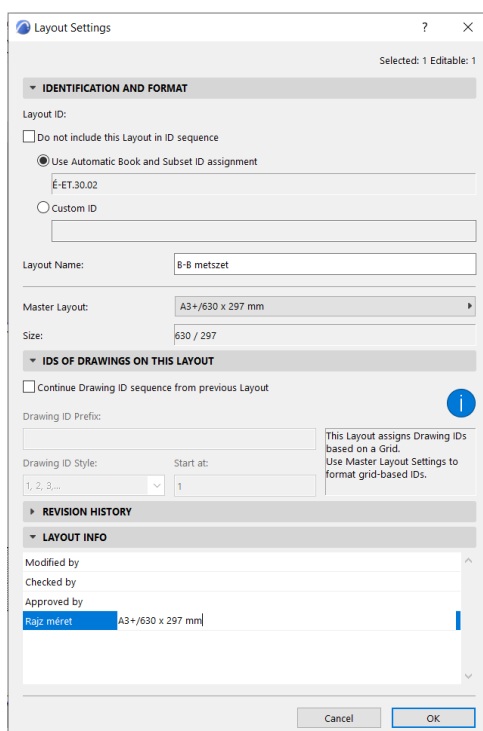 Layout Settings
?
Selected: 1 Editable: 1
IDENTIFICATION AND FORMAT
Layout ID:
Do not include this Layout in ID sequence
Use Automatic Book and Subset ID assignment
É-ET.30.02
Custom ID
Layout Name: B-B metszet
Master Layout: A3+/630 x 297 mm
Size: 630 / 297
IDS OF DRAWINGS ON THIS LAYOUT
Continue Drawing ID sequence from previous Layout
Drawing ID Prefix:
Drawing ID Style: Start at:
1, 2, 3,... 1
i
This Layout assigns Drawing IDs
based on a Grid.
Use Master Layout Settings to
format grid-based IDs.
REVISION HISTORY
LAYOUT INFO
Modified by
Checked by
Approved by
Rajz méret A3+/630 x 297 mm
Cancel OK